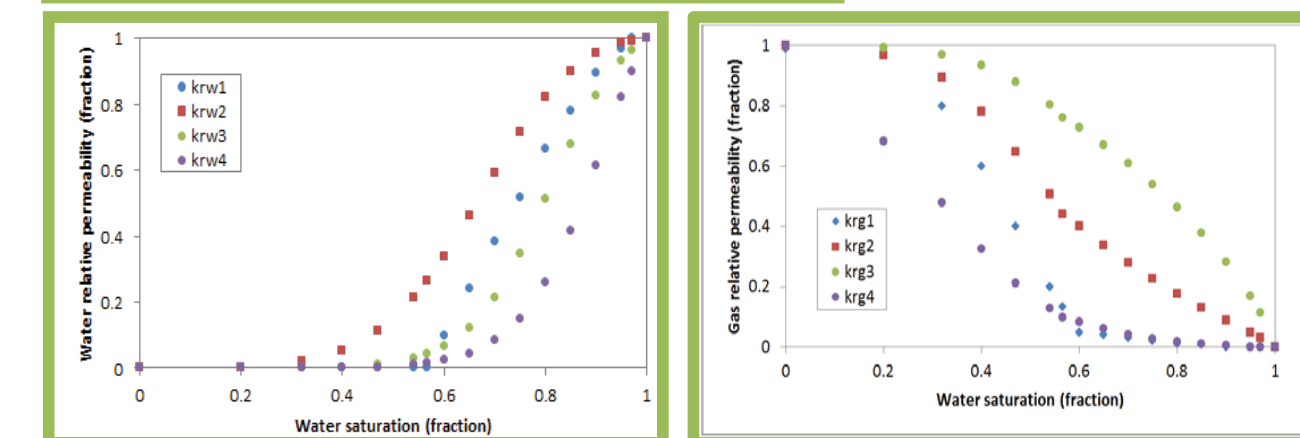 Water relative permeability (fraction)
1
0.8
0.6
0.4
0.2
0
krw1
krw2
krw3
krw4
0 0.2 0.4 0.6 0.8 1
Water saturation (fraction)
Gas relative permeability (fraction)
1
0.8
0.6
0.4
0.2
0
krg1
krg2
krg3
krg4
0 0.2 0.4 0.6 0.8 1
Water saturation (fraction)